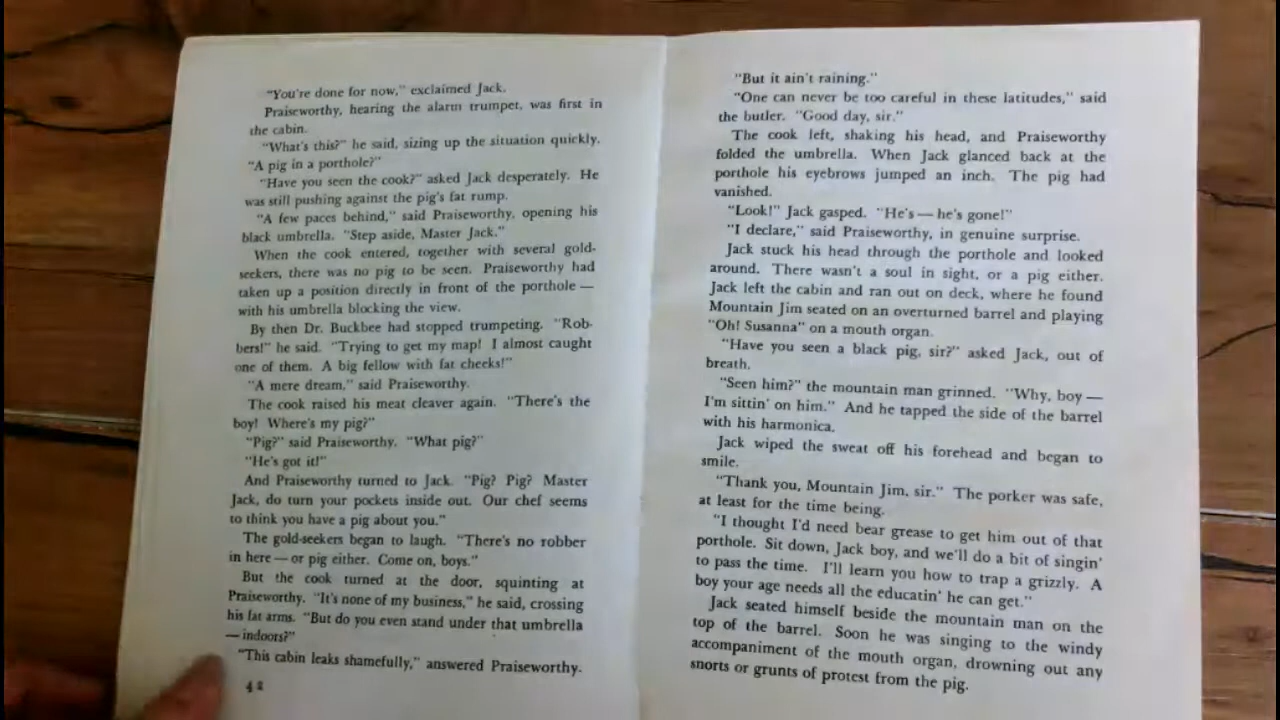 "You're done for now," exclaimed Jack.
Praiseworthy, hearing the alarm trumpet, was first in
the cabin.
"What's this?" he said, sizing up the situation quickly.
"A pig in a porthole?"
"Have you seen the cook?" asked Jack desperately. He
was still pushing against the pig's fat rump.
"A few paces behind," said Praiseworthy, opening his
black umbrella. "Step aside, Master Jack."
When the cook entered, together with several gold-
seekers, there was no pig to be seen. Praiseworthy had
taken up a position directly in front of the porthole —
with his umbrella blocking the view.
By then Dr. Buckbee had stopped trumpeting. "Rob-
bers!" he said. "Trying to get my map! I almost caught
one of them. A big fellow with fat cheeks!"
"A mere dream," said Praiseworthy.
The cook raised his meat cleaver again. "There's the
boy! Where's my pig?"
"Pig?" said Praiseworthy. "What pig?"
"He's got it!"
And Praiseworthy turned to Jack. "Pig? Pig? Master
Jack, do turn your pockets inside out. Our chef seems
to think you have a pig about you."
The gold-seekers began to laugh. "There's no robber
in here — or pig either. Come on, boys."
But the cook turned at the door, squinting at
Praiseworthy. "It's none of my business," he said, crossing
his fat arms. "But do you even stand under that umbrella
— indoors?"
"This cabin leaks shamefully," answered Praiseworthy.
42
"But it ain't raining."
"One can never be too careful in these latitudes," said
the butler. "Good day, sir."
The cook left, shaking his head, and Praiseworthy
folded the umbrella. When Jack glanced back at the
porthole his eyebrows jumped an inch. The pig had
vanished.
"Look!" Jack gasped. "He's — he's gone!"
"I declare," said Praiseworthy, in genuine surprise.
Jack stuck his head through the porthole and looked
around. There wasn't a soul in sight, or a pig either.
Jack left the cabin and ran out on deck, where he found
Mountain Jim seated on an overturned barrel and playing
"Oh! Susanna" on a mouth organ.
"Have you seen a black pig, sir?" asked Jack, out of
breath.
"Seen him?" the mountain man grinned. "Why, boy —
I'm sittin' on him." And he tapped the side of the barrel
with his harmonica.
Jack wiped the sweat off his forehead and began to
smile.
"Thank you, Mountain Jim, sir." The porker was safe,
at least for the time being.
"I thought I'd need bear grease to get him out of that
porthole. Sit down, Jack boy, and we'll do a bit of singin'
to pass the time. I'll learn you how to trap a grizzly. A
boy your age needs all the educatin' he can get."
Jack seated himself beside the mountain man on the
top of the barrel. Soon he was singing to the windy
accompaniment of the mouth organ, drowning out any
snorts or grunts of protest from the pig.